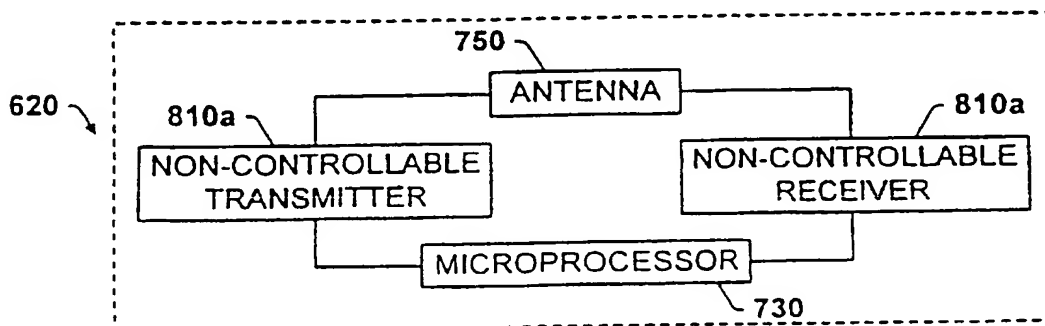 750
ANTENNA
620
810a
810a
NON-CONTROLLABLE
TRANSMITTER
NON-CONTROLLABLE
RECEIVER
MICROPROCESSOR
730